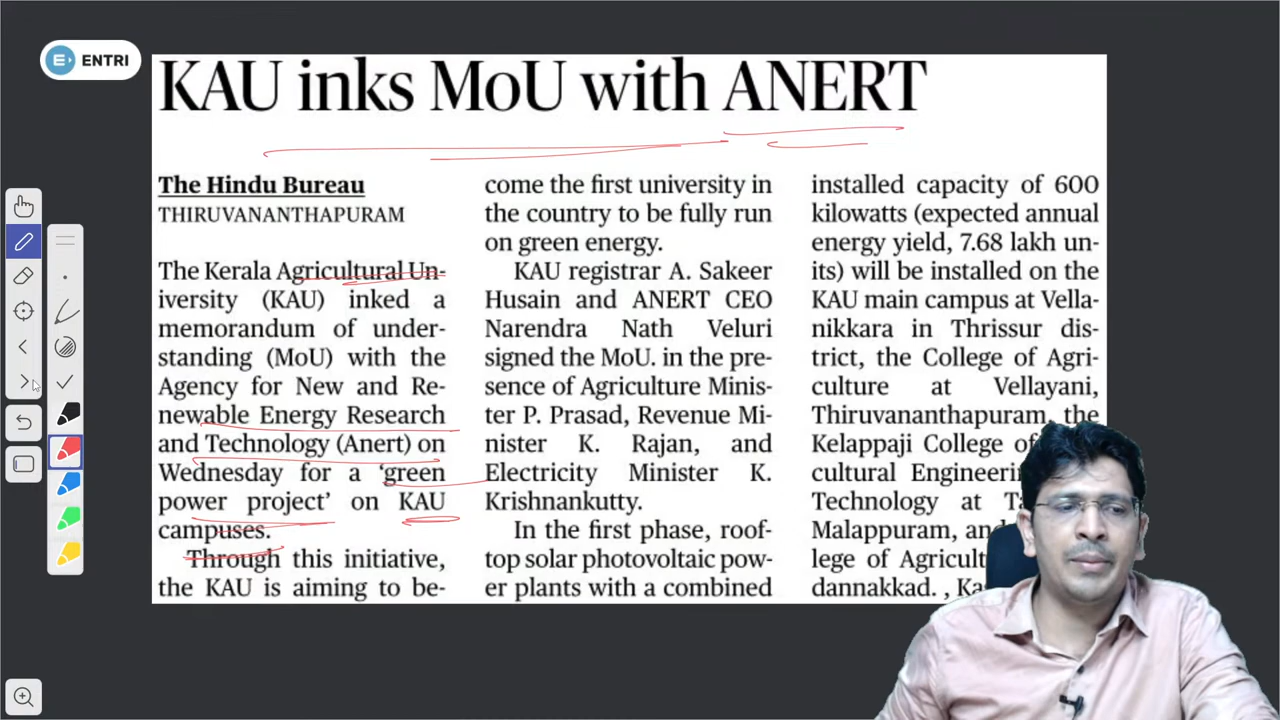 ENTRI
KAU inks MoU with ANERT
The Hindu Bureau
THIRUVANANTHAPURAM
The Kerala Agricultural Un-
iversity (KAU) inked a
memorandum of under-
standing (MoU) with the
Agency for New and Re-
newable Energy Research
and Technology (Anert) on
Wednesday for a ‘green
power project’ on KAU
campuses.
Through this initiative,
the KAU is aiming to be-
come the first university in
the country to be fully run
on green energy.
KAU registrar A. Sakeer
Husain and ANERT CEO
Narendra Nath Veluri
signed the MoU. in the pre-
sence of Agriculture Minis-
ter P. Prasad, Revenue Mi-
nister K. Rajan, and
Electricity Minister K.
Krishnankutty.
In the first phase, roof-
top solar photovoltaic pow-
er plants with a combined
installed capacity of 600
kilowatts (expected annual
energy yield, 7.68 lakh un-
its) will be installed on the
KAU main campus at Vella-
nikkara in Thrissur dis-
trict, the College of Agri-
culture at Vellayani,
Thiruvananthapuram, the
Kelappaji College of
cultural
Technology at
Malappuram,
lege of
dannakkad. ,